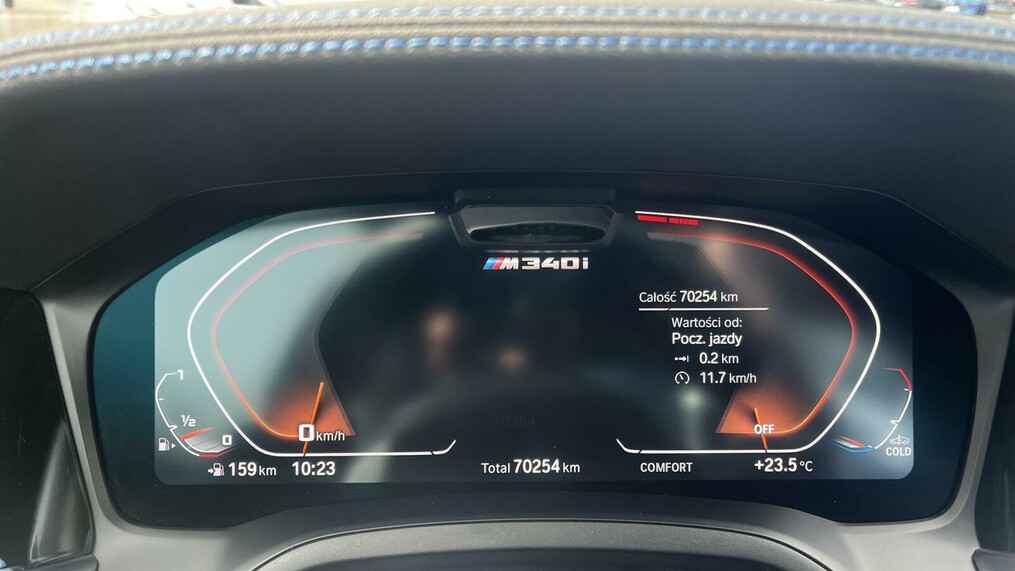 M340i
Całość 70254 km
Wartości od:
Pocz. jazdy
0.2 km
11.7 km/h
1
1/2
0
0 km/h
OFF
COLD
159 km
10:23
70254
Total 70254 km
COMFORT
+23.5 °C